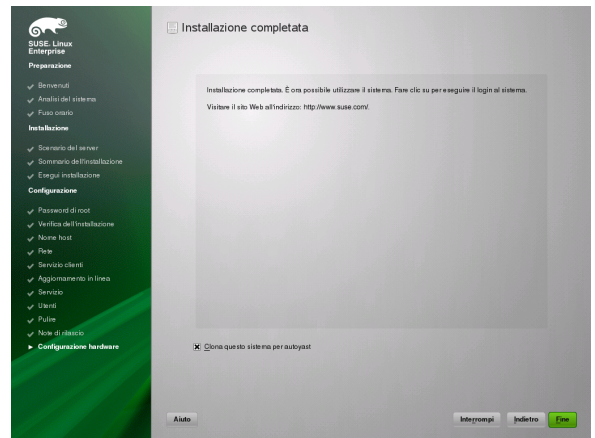 SUSE. Linux
Enterprise
Preparazione
Benvenuti
Analisi del sistema
Fuso orario
Installazione
Scenario del server
Sommario dell'installazione
Esegui installazione
Configurazione
Password di root
Verifica dell'installazione
Nome host
Rete
Servizio clienti
Aggiornamento in linea
Servizio
Utenti
Pulire
Note di rilascio
Configurazione hardware
Installazione completata
Installazione completata. È ora possibile utilizzare il sistema. Fare clic su per eseguire il login al sistema.
Visitare il sito Web all'indirizzo: http://www.suse.com/.
Clona questo sistema per autoyast
Aiuto
Interrompi
Indietro
Fine